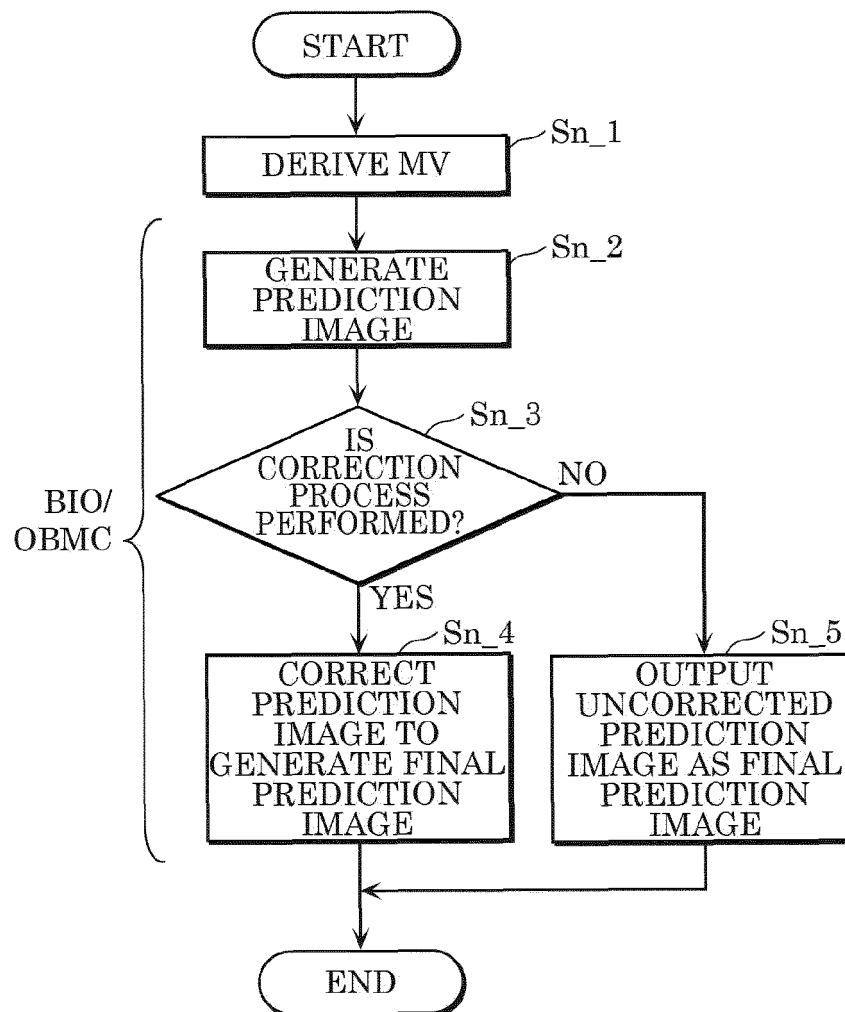 START
Sn_1
DERIVE MV
Sn_2
GENERATE
PREDICTION
IMAGE
Sn_3
IS
CORRECTION
PROCESS
PERFORMED?
NO
BIO/
OBMC
YES
Sn_4
CORRECT
PREDICTION
IMAGE TO
GENERATE FINAL
PREDICTION
IMAGE
Sn_5
OUTPUT
UNCORRECTED
PREDICTION
IMAGE AS FINAL
PREDICTION
IMAGE
END